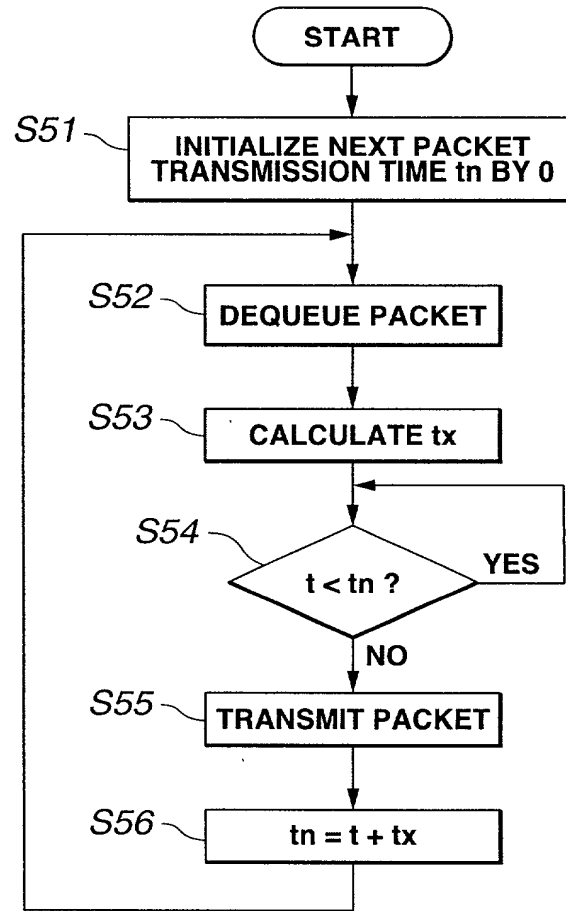 START
S51
INITIALIZE NEXT PACKET
TRANSMISSION TIME tn BY 0
S52
DEQUEUE PACKET
S53
CALCULATE tx
S54
t < tn ?
YES
NO
S55
TRANSMIT PACKET
S56
tn = t + tx